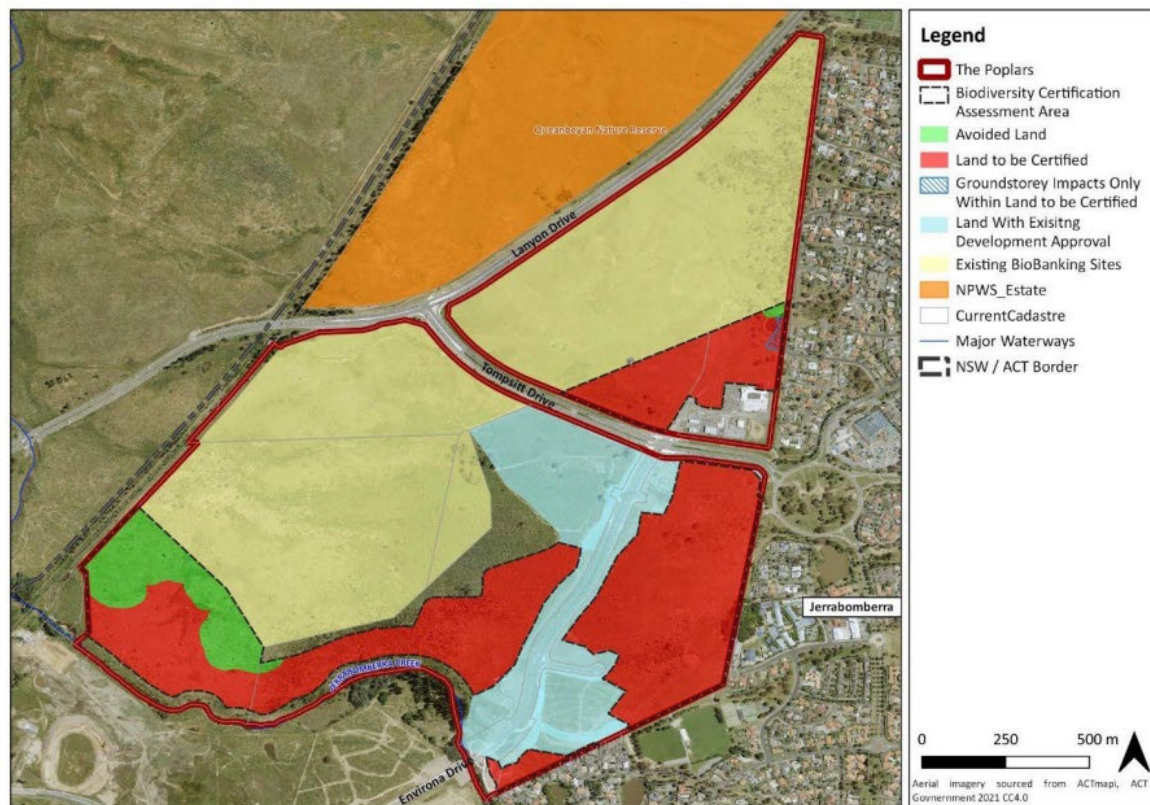 Queanbeyan Nature Reserve
Lanyon Drive
Tompsitt Drive
JERRABOMBERRA CREEK
Jerrabomberra
Environa Drive
Legend
The Poplars
Biodiversity Certification
Assessment Area
Avoided Land
Land to be Certified
Groundstorey Impacts Only
Within Land to be Certified
Land With Exisitng
Development Approval
Existing BioBanking Sites
NPWS_Estate
CurrentCadastre
Major Waterways
NSW / ACT Border
0 250 500 m
Aerial imagery sourced from ACTmapi, ACT
Govnernment 2021 CC4.0